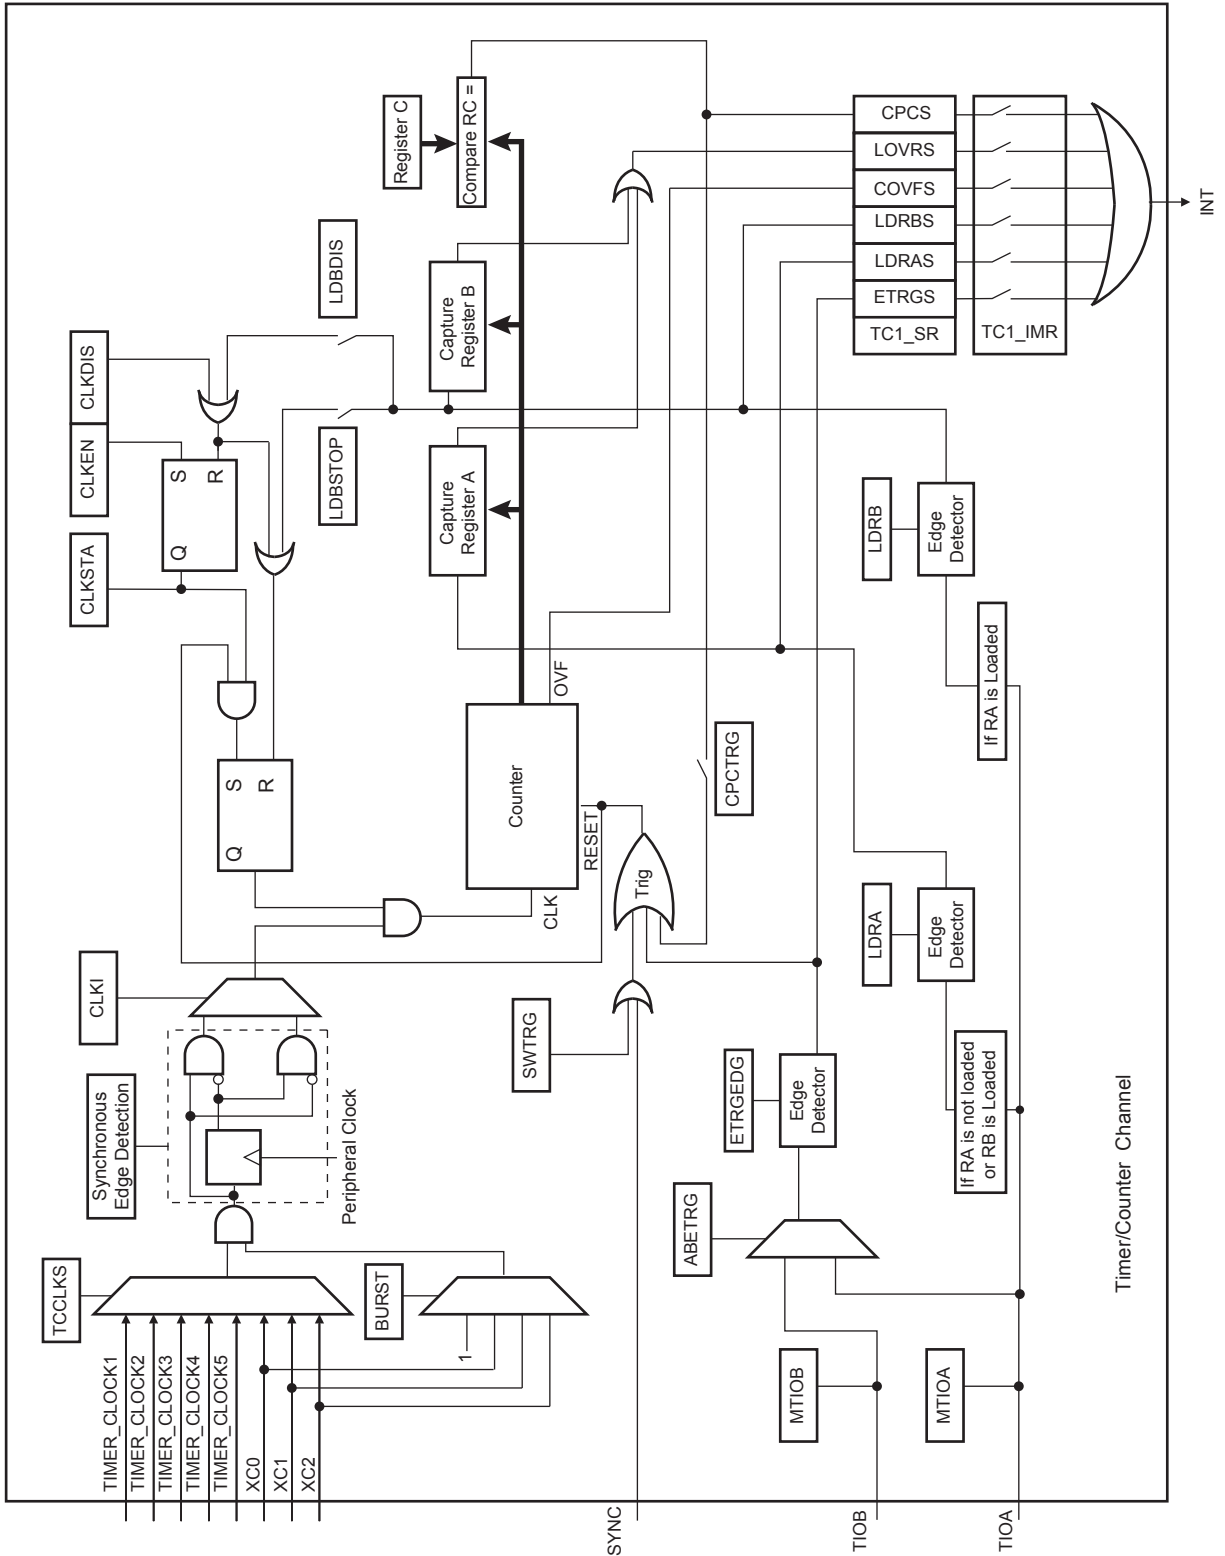 TCCLKS
TIMER_CLOCK1
TIMER_CLOCK2
TIMER_CLOCK3
TIMER_CLOCK4
TIMER_CLOCK5
XC0
XC1
XC2
BURST
1
Synchronous
Edge Detection
Peripheral Clock
CLKI
CLKSTA
CLKEN
CLKDIS
Q
S
R
Q
S
R
LDBSTOP
LDBDIS
Register C
Compare RC =
Capture
Register A
Capture
Register B
Counter
CLK
OVF
RESET
Trig
CPCTRG
SWTRG
SYNC
MTIOB
TIOB
MTIOA
TIOA
ABETRG
ETRGEDG
Edge
Detector
If RA is not loaded
or RB is Loaded
LDRA
Edge
Detector
If RA is Loaded
LDRB
Edge
Detector
CPCS
LOVRS
COVFS
LDRBS
LDRAS
ETRGS
TC1_SR
TC1_IMR
INT
Timer/Counter Channel